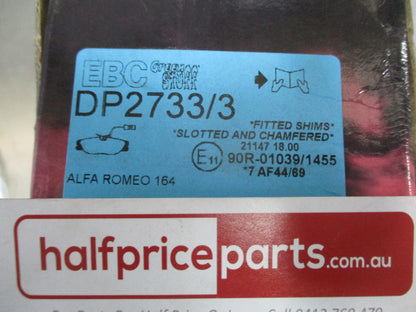 EBC
DP2733/3
*FITTED SHIMS*
*SLOTTED AND CHAMFERED*
21147 18.00
E11 90R-01039/1455
*7 AF44/69
ALFA ROMEO 164
halfpriceparts.com.au